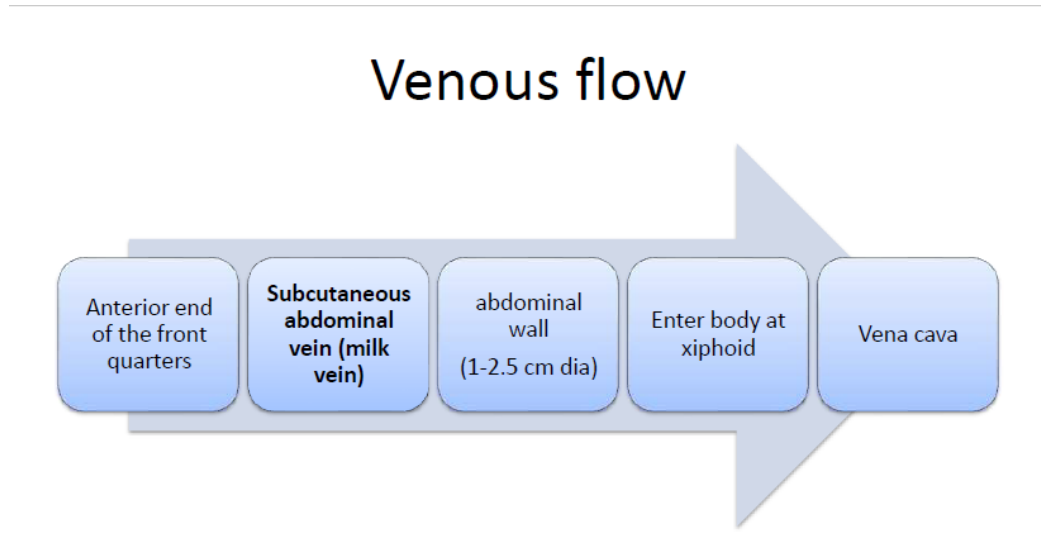 Venous flow
Anterior end
of the front
quarters
Subcutaneous
abdominal
vein (milk
vein)
abdominal
wall
(1-2.5 cm dia)
Enter body at
xiphoid
Vena cava